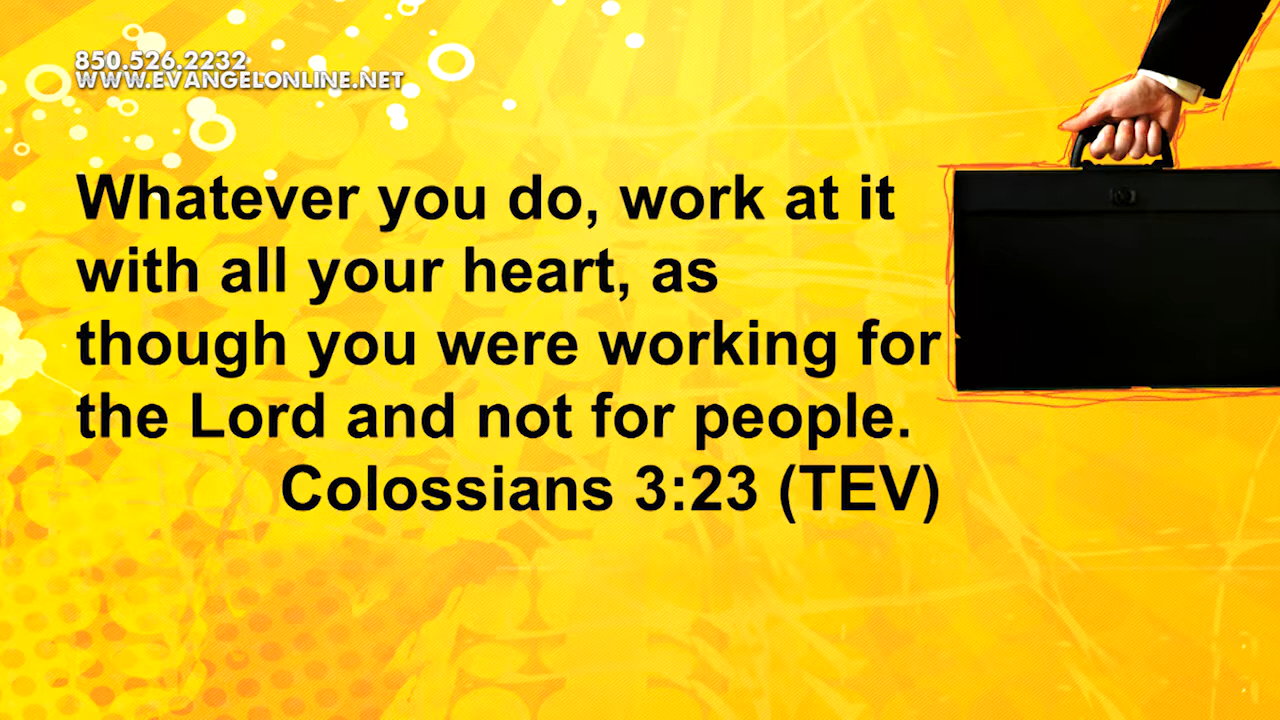 850.526.2232
WWW.EVANGELONLINE.NET
Whatever you do, work at it
with all your heart, as
though you were working for
the Lord and not for people.
Colossians 3:23 (TEV)